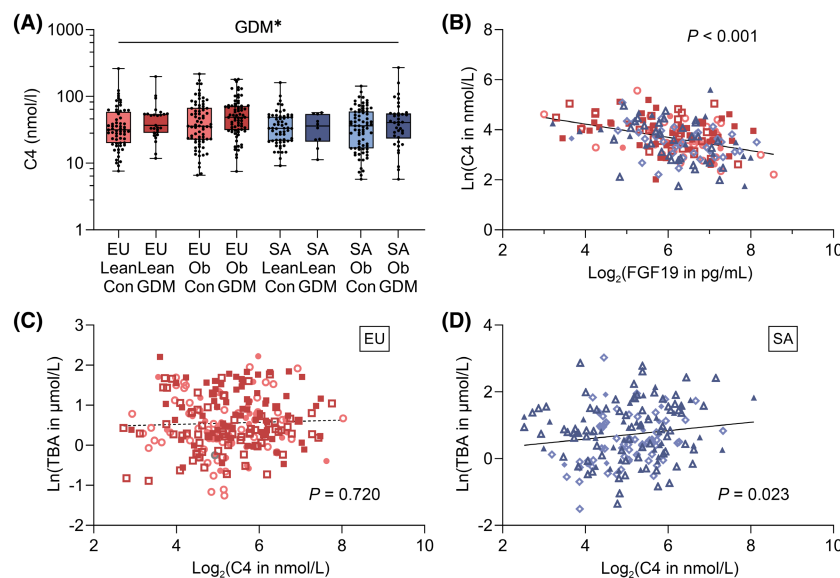 (A)
GDM*
1000
100
10
1
C4 (nmol/l)
EU Lean Con
EU Lean GDM
EU Ob Con
EU Ob GDM
SA Lean Con
SA Lean GDM
SA Ob Con
SA Ob GDM
(B)
P < 0.001
8
6
4
2
0
Ln(C4 in nmol/L)
2 4 6 8 10
Log2(FGF19 in pg/mL)
(C)
EU
3
2
1
0
-1
-2
Ln(TBA in μmol/L)
P = 0.720
2 4 6 8 10
Log2(C4 in nmol/L)
(D)
SA
4
2
0
-2
Ln(TBA in μmol/L)
P = 0.023
2 4 6 8 10
Log2(C4 in nmol/L)